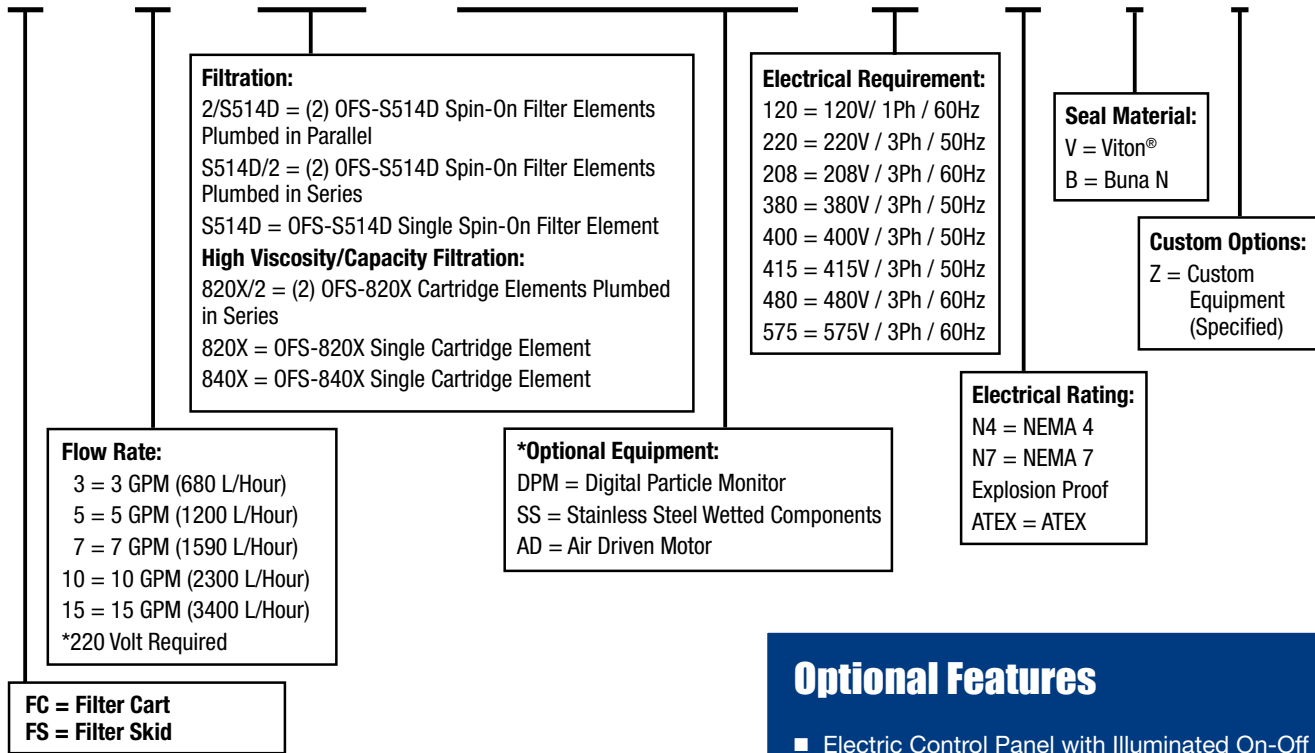 Filtration:
2/S514D = (2) OFS-S514D Spin-On Filter Elements
Plumbed in Parallel
S514D/2 = (2) OFS-S514D Spin-On Filter Elements
Plumbed in Series
S514D = OFS-S514D Single Spin-On Filter Element
High Viscosity/Capacity Filtration:
820X/2 = (2) OFS-820X Cartridge Elements Plumbed
in Series
820X = OFS-820X Single Cartridge Element
840X = OFS-840X Single Cartridge Element
Electrical Requirement:
120 = 120V/ 1Ph / 60Hz
220 = 220V / 3Ph / 50Hz
208 = 208V / 3Ph / 60Hz
380 = 380V / 3Ph / 50Hz
400 = 400V / 3Ph / 50Hz
415 = 415V / 3Ph / 50Hz
480 = 480V / 3Ph / 60Hz
575 = 575V / 3Ph / 60Hz
Seal Material:
V = Viton®
B = Buna N
Custom Options:
Z = Custom
Equipment
(Specified)
Electrical Rating:
N4 = NEMA 4
N7 = NEMA 7
Explosion Proof
ATEX = ATEX
Flow Rate:
3 = 3 GPM (680 L/Hour)
5 = 5 GPM (1200 L/Hour)
7 = 7 GPM (1590 L/Hour)
10 = 10 GPM (2300 L/Hour)
15 = 15 GPM (3400 L/Hour)
*220 Volt Required
*Optional Equipment:
DPM = Digital Particle Monitor
SS = Stainless Steel Wetted Components
AD = Air Driven Motor
FC = Filter Cart
FS = Filter Skid
Optional Features
■ Electric Control Panel with Illuminated On-Off